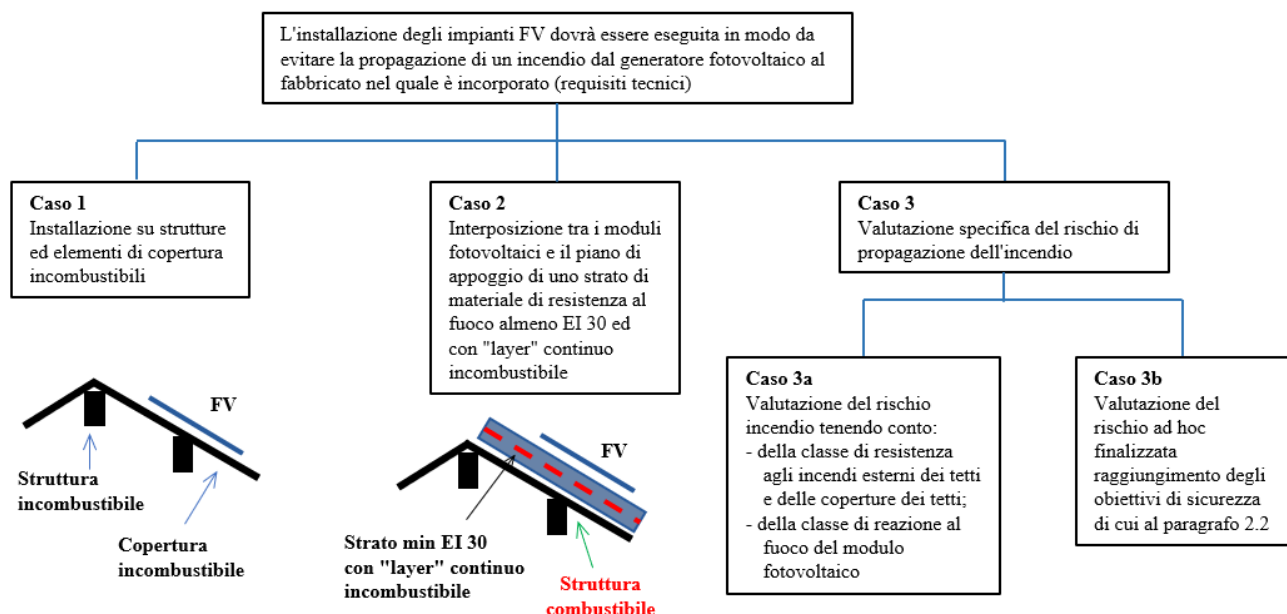 L'installazione degli impianti FV dovrà essere eseguita in modo da
evitare la propagazione di un incendio dal generatore fotovoltaico al
fabbricato nel quale è incorporato (requisiti tecnici)
Caso 1
Installazione su strutture
ed elementi di copertura
incombustibili
Caso 2
Interposizione tra i moduli
fotovoltaici e il piano di
appoggio di uno strato di
materiale di resistenza al
fuoco almeno EI 30 ed
con "layer" continuo
incombustibile
Caso 3
Valutazione specifica del rischio di
propagazione dell'incendio
Caso 3a
Valutazione del rischio
incendio tenendo conto:
- della classe di resistenza
agli incendi esterni dei tetti
e delle coperture dei tetti;
- della classe di reazione al
fuoco del modulo
fotovoltaico
Caso 3b
Valutazione del
rischio ad hoc
finalizzata
raggiungimento degli
obiettivi di sicurezza
di cui al paragrafo 2.2
FV
Struttura
incombustibile
Copertura
incombustibile
FV
Strato min EI 30
con "layer" continuo
incombustibile
Struttura
combustibile